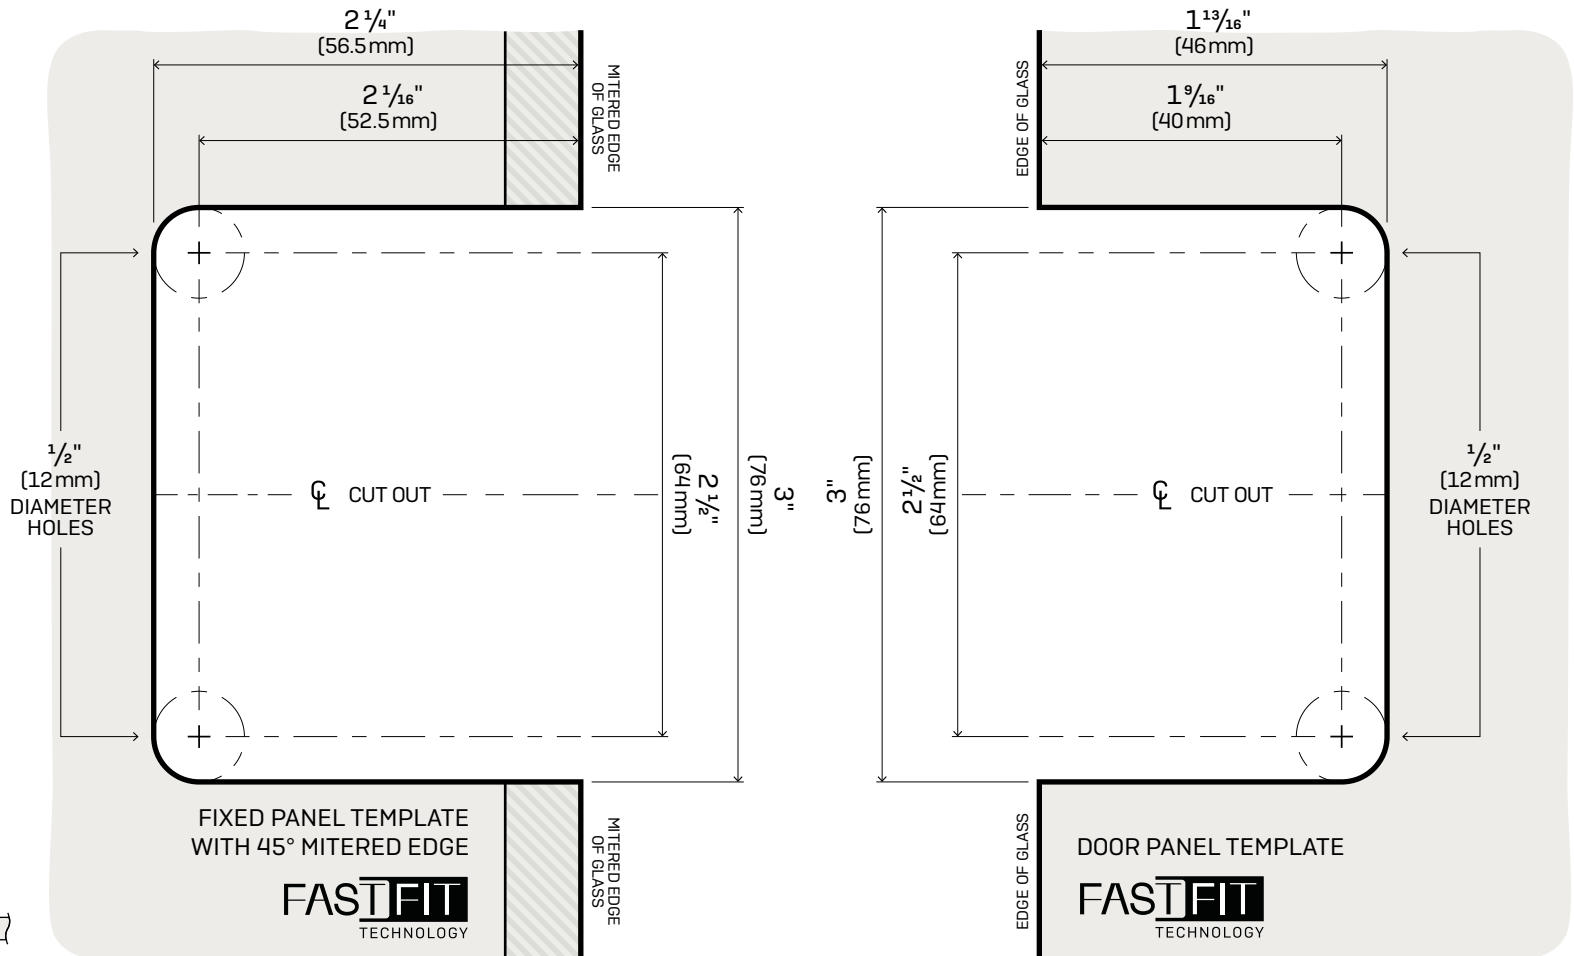 2 1/4"
(56.5mm)
2 1/16"
(52.5mm)
MITERED EDGE
OF GLASS
1/2"
(12mm)
DIAMETER
HOLES
℄ CUT OUT
2 1/2"
(64mm)
3"
(76mm)
FIXED PANEL TEMPLATE
WITH 45° MITERED EDGE
FASTFIT
TECHNOLOGY
MITERED EDGE
OF GLASS
1 13/16"
(46mm)
1 9/16"
(40mm)
EDGE OF GLASS
3"
(76mm)
2 1/2"
(64mm)
℄ CUT OUT
1/2"
(12mm)
DIAMETER
HOLES
EDGE OF GLASS
DOOR PANEL TEMPLATE
FASTFIT
TECHNOLOGY